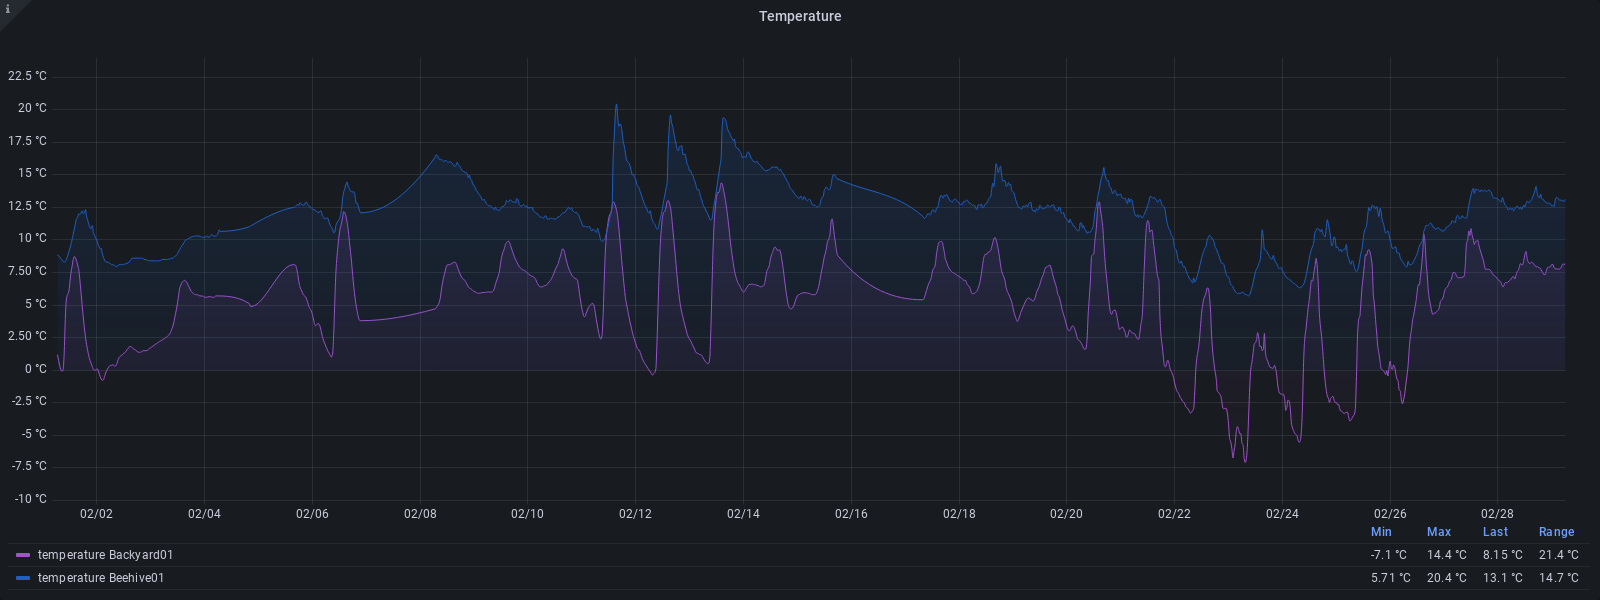 i
Temperature
22.5 °C
20 °C
17.5 °C
15 °C
12.5 °C
10 °C
7.50 °C
5 °C
2.50 °C
0 °C
-2.5 °C
-5 °C
-7.5 °C
-10 °C
02/02 02/04 02/06 02/08 02/10 02/12 02/14 02/16 02/18 02/20 02/22 02/24 02/26 02/28
Min Max Last Range
temperature Backyard01 -7.1 °C 14.4 °C 8.15 °C 21.4 °C
temperature Beehive01 5.71 °C 20.4 °C 13.1 °C 14.7 °C